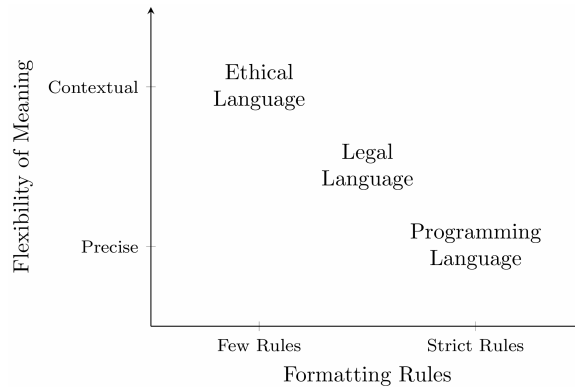 Flexibility of Meaning
Contextual
Precise
Ethical
Language
Legal
Language
Programming
Language
Few Rules
Strict Rules
Formatting Rules